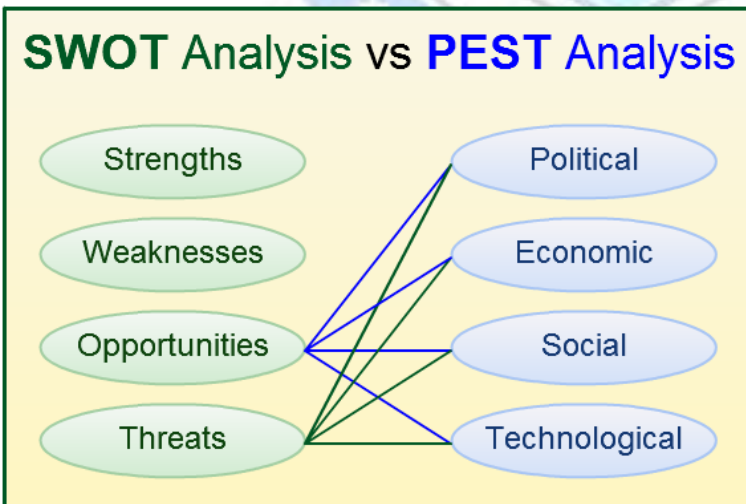 SWOT Analysis vs PEST Analysis
Strengths
Political
Weaknesses
Economic
Opportunities
Social
Threats
Technological